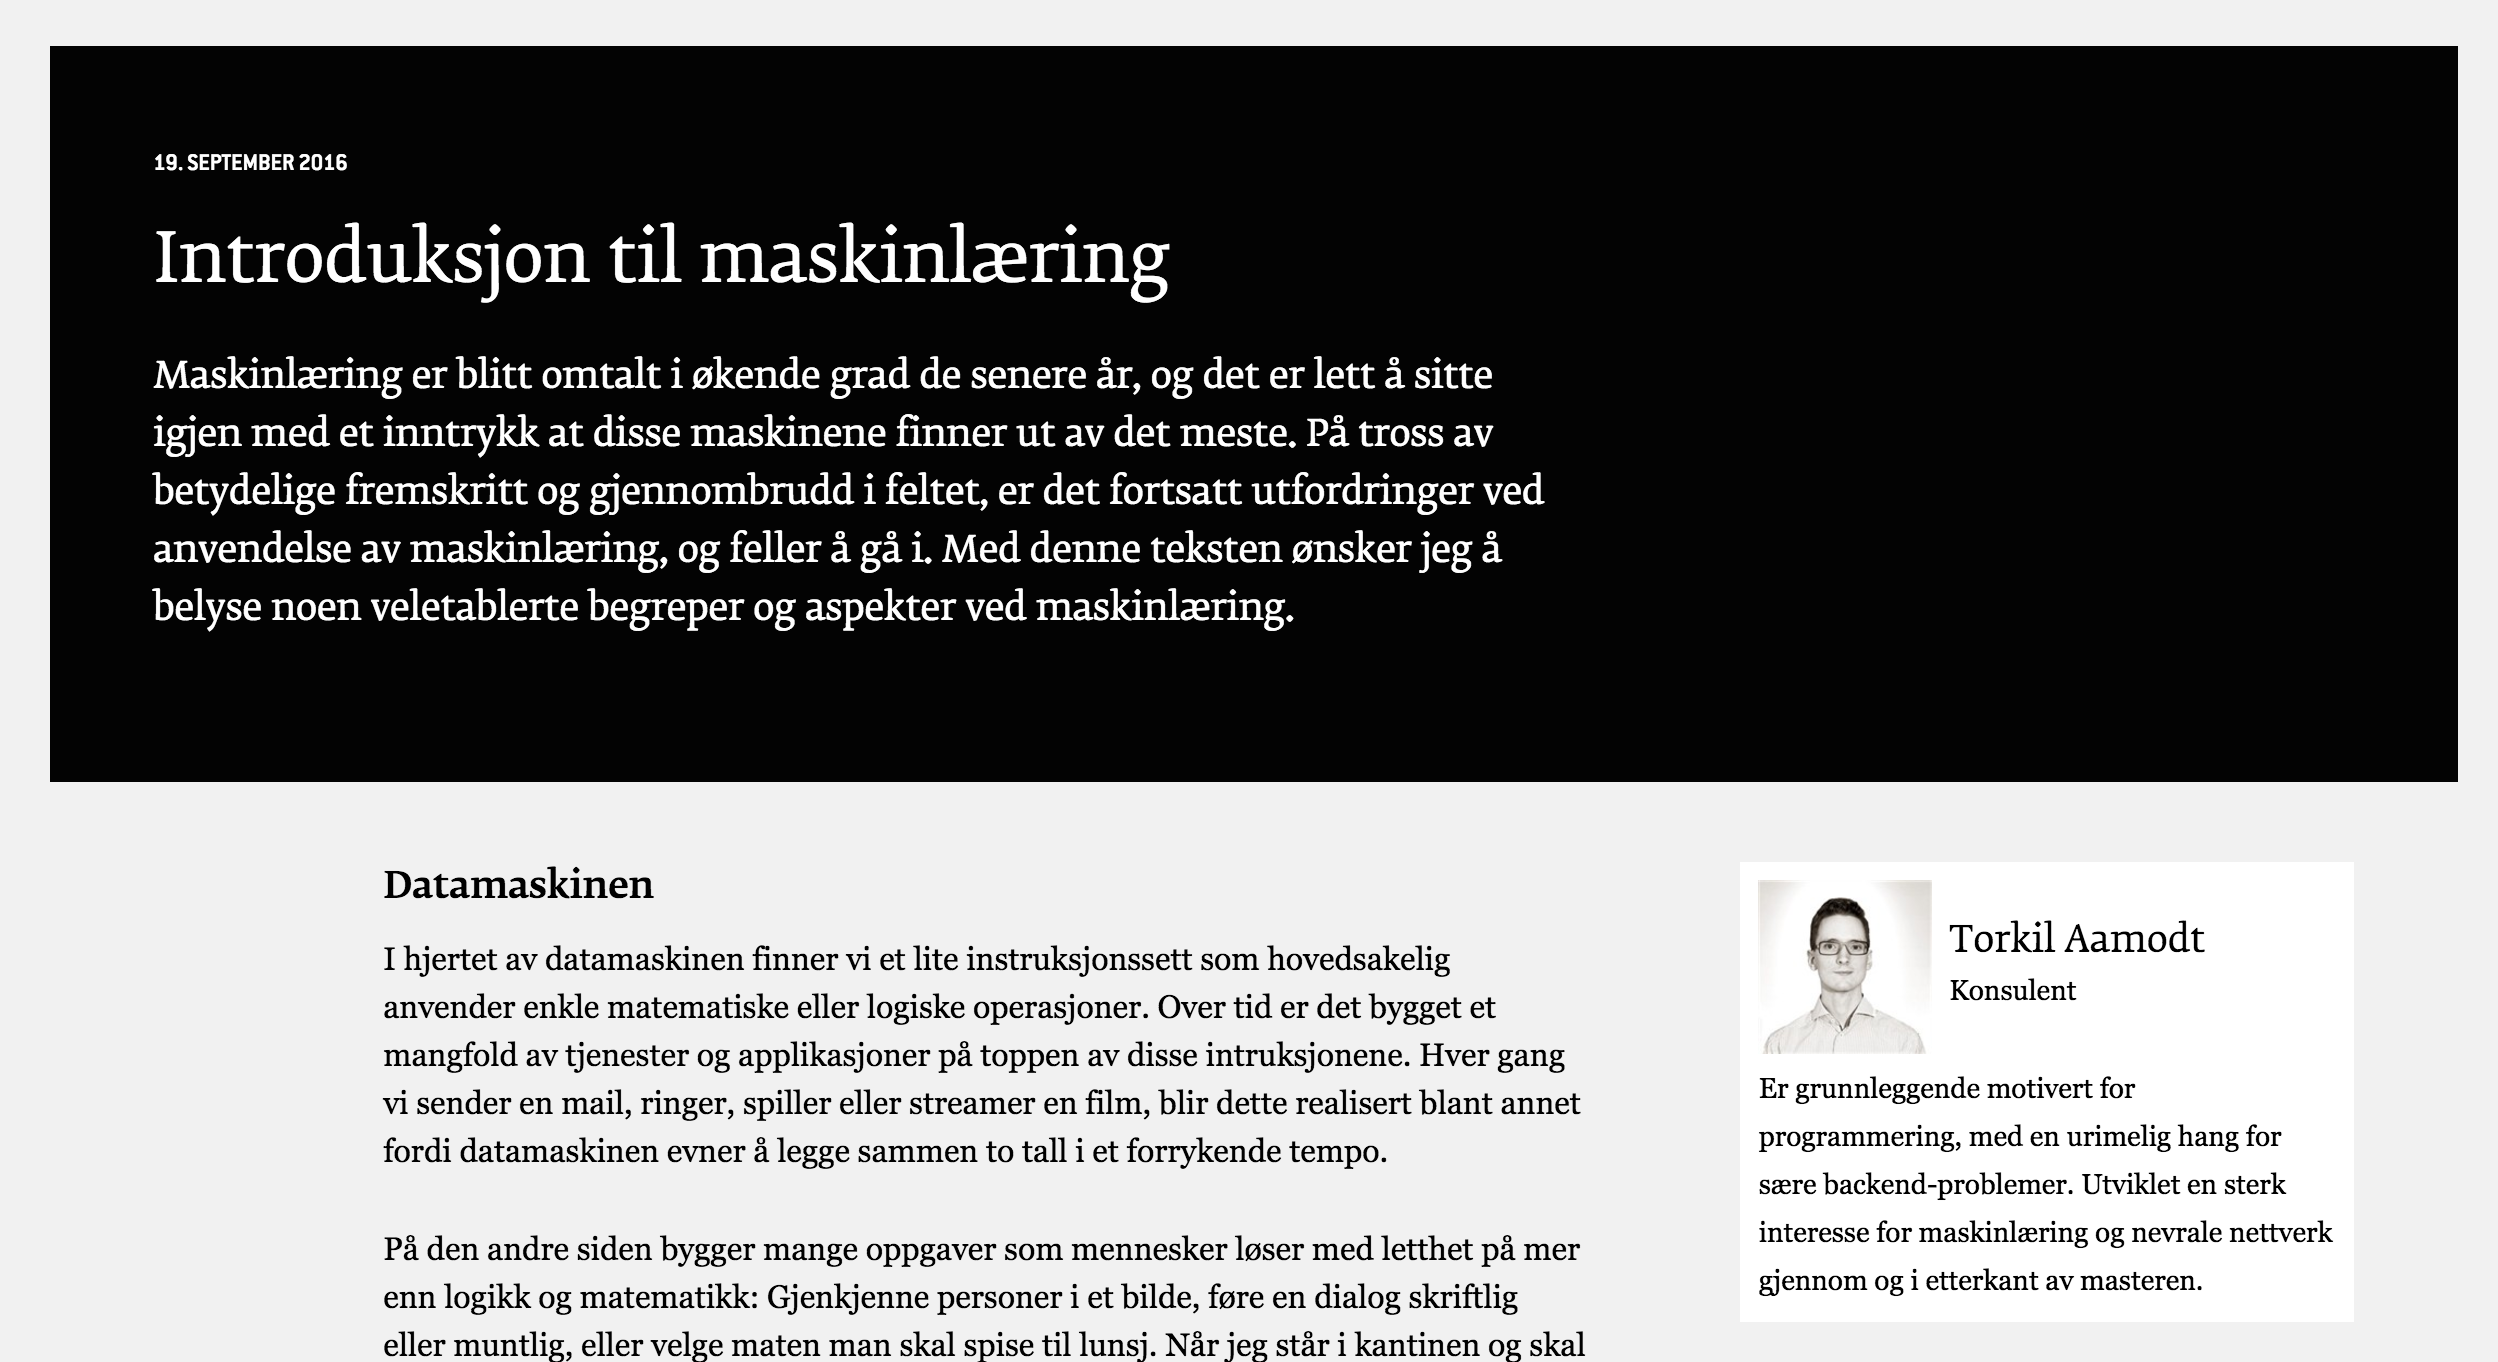 19. SEPTEMBER 2016
Introduksjon til maskinlæring
Maskinlæring er blitt omtalt i økende grad de senere år, og det er lett å sitte
igjen med et inntrykk at disse maskinene finner ut av det meste. På tross av
betydelige fremskritt og gjennombrudd i feltet, er det fortsatt utfordringer ved
anvendelse av maskinlæring, og feller å gå i. Med denne teksten ønsker jeg å
belyse noen veletablerte begreper og aspekter ved maskinlæring.
Datamaskinen
I hjertet av datamaskinen finner vi et lite instruksjonssett som hovedsakelig
anvender enkle matematiske eller logiske operasjoner. Over tid er det bygget et
mangfold av tjenester og applikasjoner på toppen av disse intruksjonene. Hver gang
vi sender en mail, ringer, spiller eller streamer en film, blir dette realisert blant annet
fordi datamaskinen evner å legge sammen to tall i et forrykende tempo.
På den andre siden bygger mange oppgaver som mennesker løser med letthet på mer
enn logikk og matematikk: Gjenkjenne personer i et bilde, føre en dialog skriftlig
eller muntlig, eller velge maten man skal spise til lunsj. Når jeg står i kantinen og skal
Torkil Aamodt
Konsulent
Er grunnleggende motivert for
programmering, med en urimelig hang for
sære backend-problemer. Utviklet en sterk
interesse for maskinlæring og nevrale nettverk
gjennom og i etterkant av masteren.